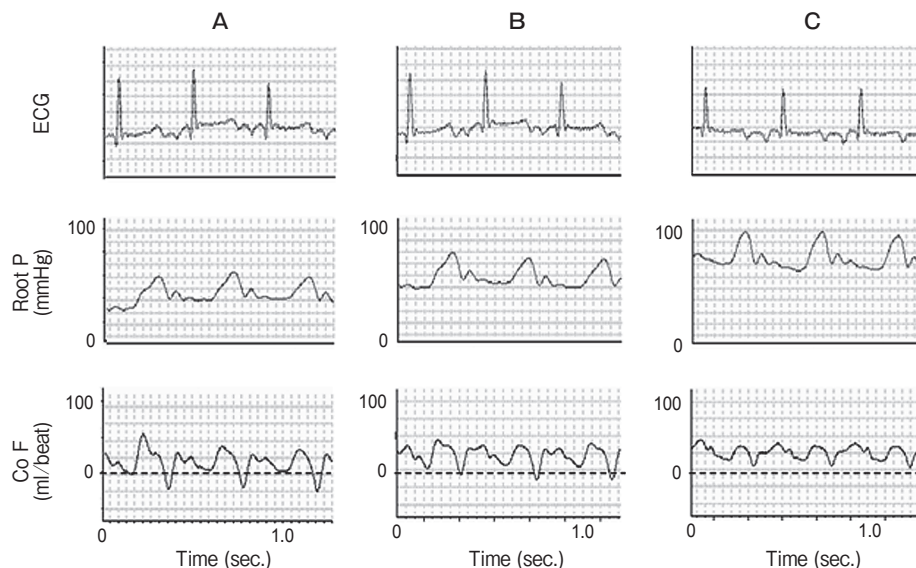 A B C
ECG
Root P
(mmHg)
100 100 100
0 0 0
Co F
(ml/beat)
100 100 100
0 0 0
0 1.0 0 1.0 0 1.0
Time (sec.) Time (sec.) Time (sec.)